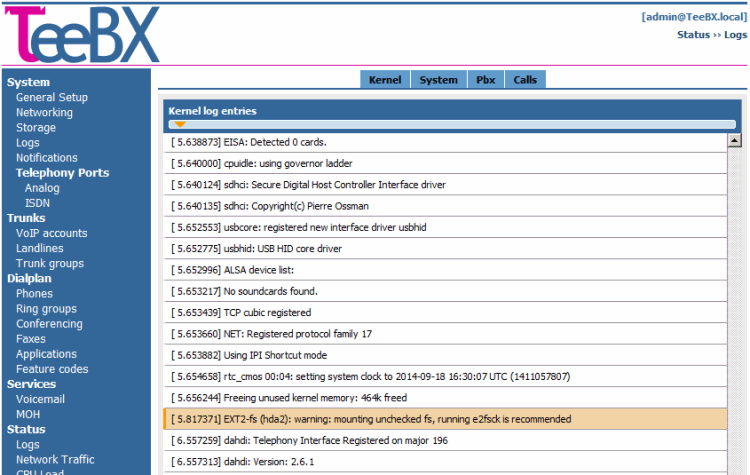 TeeBX
[admin@TeeBX.local]
Status ›› Logs
System
General Setup
Networking
Storage
Logs
Notifications
Telephony Ports
Analog
ISDN
Trunks
VoIP accounts
Landlines
Trunk groups
Dialplan
Phones
Ring groups
Conferencing
Faxes
Applications
Feature codes
Services
Voicemail
MOH
Status
Logs
Network Traffic
CPU Load
Kernel System Pbx Calls
Kernel log entries
[ 5.638873] EISA: Detected 0 cards.
[ 5.640000] cpuidle: using governor ladder
[ 5.640124] sdhci: Secure Digital Host Controller Interface driver
[ 5.640135] sdhci: Copyright(c) Pierre Ossman
[ 5.652553] usbcore: registered new interface driver usbhid
[ 5.652775] usbhid: USB HID core driver
[ 5.652996] ALSA device list:
[ 5.653217] No soundcards found.
[ 5.653439] TCP cubic registered
[ 5.653660] NET: Registered protocol family 17
[ 5.653882] Using IPI Shortcut mode
[ 5.654658] rtc_cmos 00:04: setting system clock to 2014-09-18 16:30:07 UTC (1411057807)
[ 5.656244] Freeing unused kernel memory: 464k freed
[ 5.817371] EXT2-fs (hda2): warning: mounting unchecked fs, running e2fsck is recommended
[ 6.557259] dahdi: Telephony Interface Registered on major 196
[ 6.557313] dahdi: Version: 2.6.1